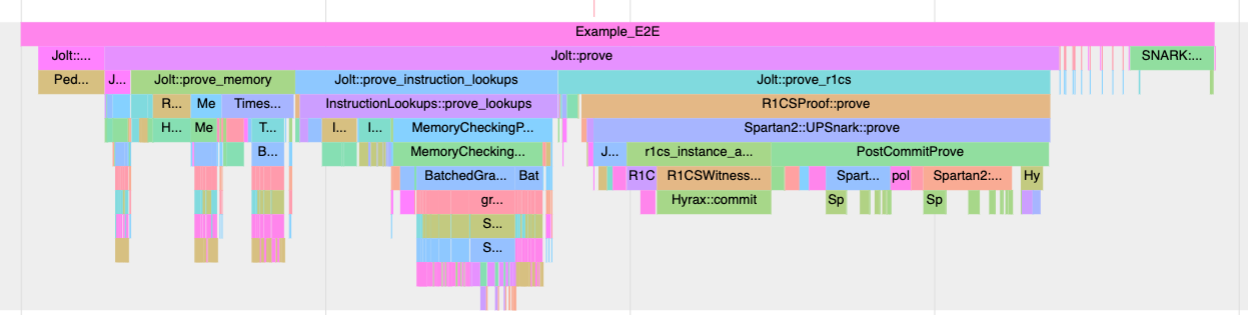 Example_E2E
Jolt::... Jolt::prove SNARK:...
Ped... J... Jolt::prove_memory Jolt::prove_instruction_lookups Jolt::prove_r1cs
R... Me Times... InstructionLookups::prove_lookups R1CSProof::prove
H... Me T... I... I... MemoryCheckingP... Spartan2::UPSnark::prove
B... MemoryChecking... J... r1cs_instance_a... PostCommitProve
BatchedGra... Bat R1C R1CSWitness... Spart... pol Spartan2:... Hy
gr... Hyrax::commit Sp Sp
S...
S...